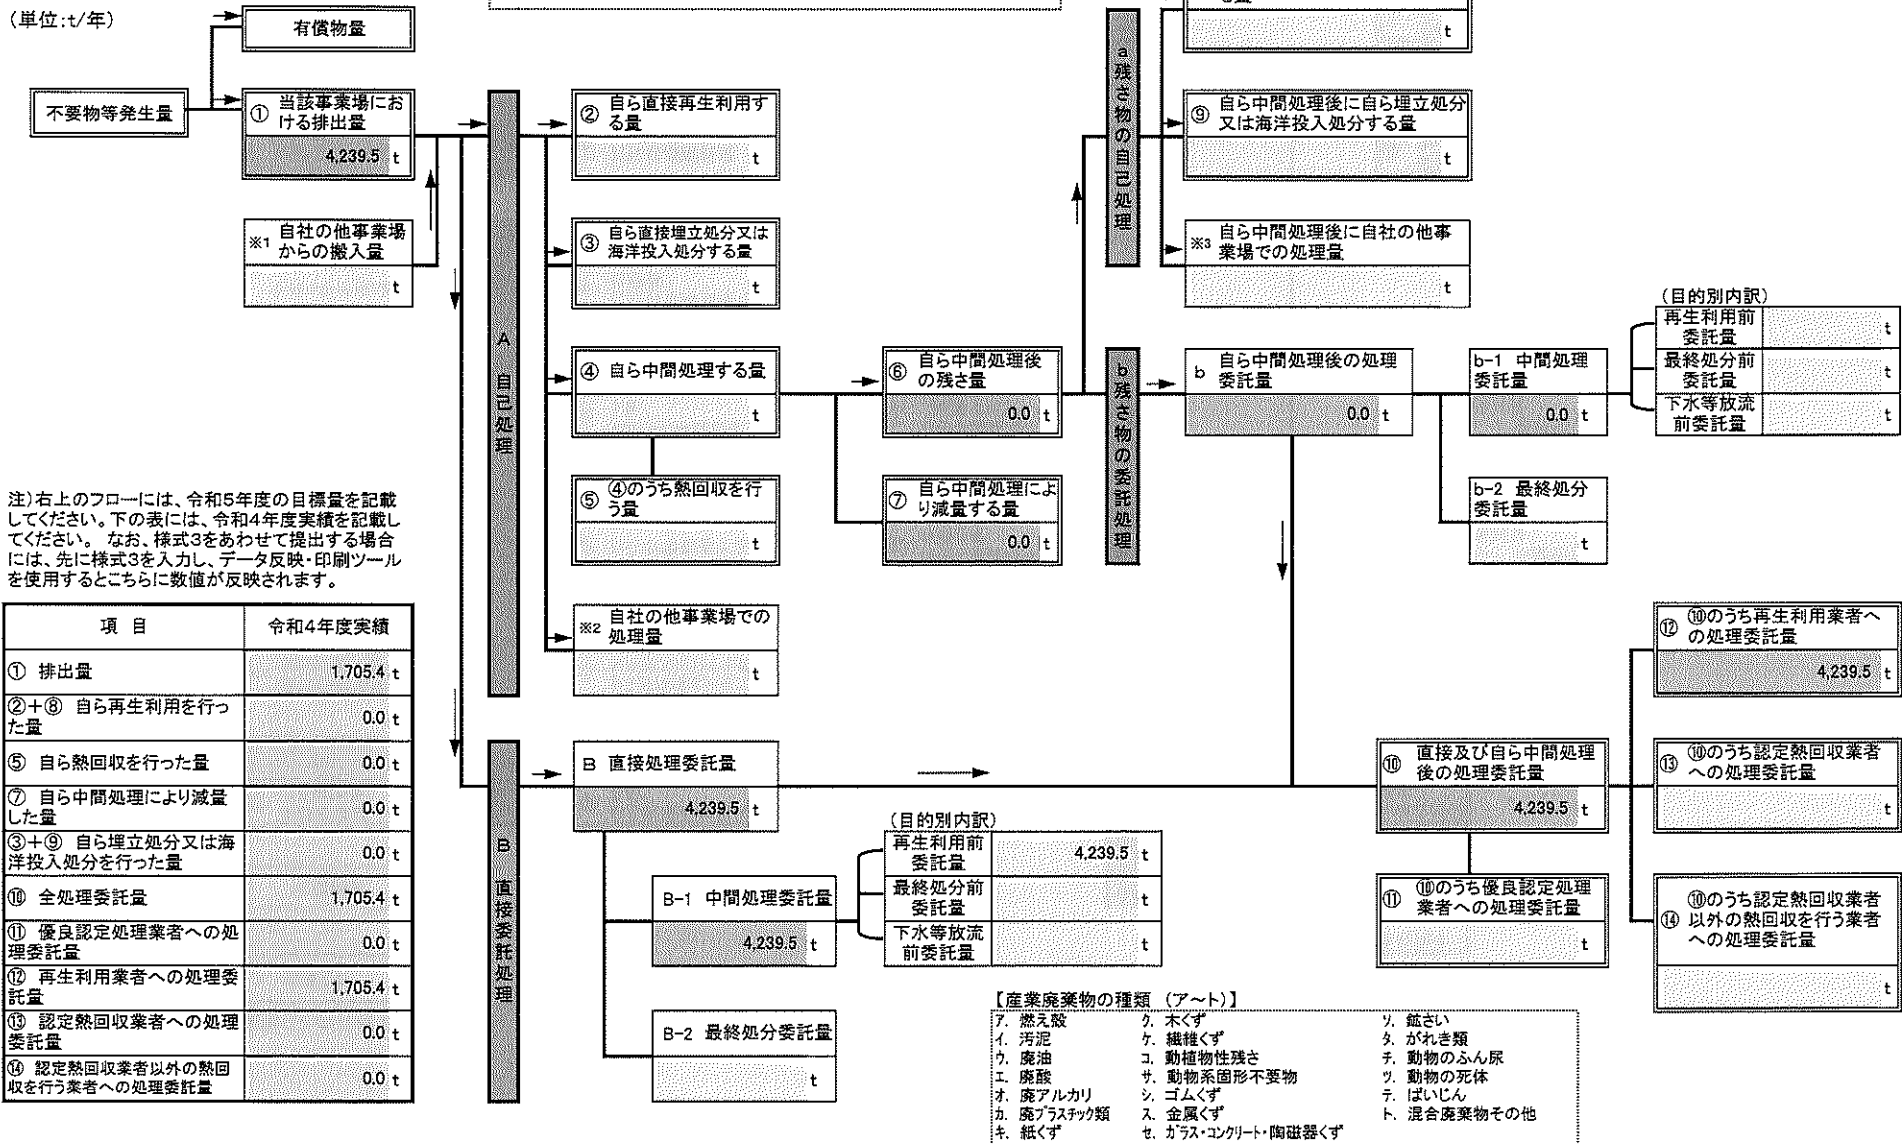 (単位:t/年)
有償物量
不要物等発生量
① 当該事業場にお
ける排出量
4,239.5 t
※1 自社の他事業場
からの搬入量
t
A 自己処理
② 自ら直接再生利用す
る量
t
③ 自ら直接埋立処分又は
海洋投入処分する量
t
④ 自ら中間処理する量
t
⑤ ④のうち熱回収を行
う量
t
※2 自社の他事業場での
処理量
t
⑥ 自ら中間処理後
の残さ量
0.0 t
⑦ 自ら中間処理によ
り減量する量
0.0 t
a 残さ物の自己処理
t
⑨ 自ら中間処理後に自ら埋立処分
又は海洋投入処分する量
t
※3 自ら中間処理後に自社の他事
業場での処理量
t
b 残さ物の委託処理
b 自ら中間処理後の処理
委託量
0.0 t
b-1 中間処理
委託量
0.0 t
(目的別内訳)
再生利用前
委託量 t
最終処分前
委託量 t
下水等放流
前委託量 t
b-2 最終処分
委託量
t
注)右上のフローには、令和5年度の目標量を記載
してください。下の表には、令和4年度実績を記載し
てください。 なお、様式3をあわせて提出する場合
には、先に様式3を入力し、データ反映・印刷ツール
を使用するとこちらに数値が反映されます。
項 目 令和4年度実績
① 排出量 1,705.4 t
②+⑧ 自ら再生利用を行っ
た量 0.0 t
⑤ 自ら熱回収を行った量 0.0 t
⑦ 自ら中間処理により減量
した量 0.0 t
③+⑨ 自ら埋立処分又は海
洋投入処分を行った量 0.0 t
⑩ 全処理委託量 1,705.4 t
⑪ 優良認定処理業者への処
理委託量 0.0 t
⑫ 再生利用業者への処理委
託量 1,705.4 t
⑬ 認定熱回収業者への処理
委託量 0.0 t
⑭ 認定熱回収業者以外の熱回
収を行う業者への処理委託量 0.0 t
B 直接委託処理
B 直接処理委託量
4,239.5 t
B-1 中間処理委託量
4,239.5 t
(目的別内訳)
再生利用前
委託量 4,239.5 t
最終処分前
委託量 t
下水等放流
前委託量 t
B-2 最終処分委託量
t
⑩ 直接及び自ら中間処理
後の処理委託量
4,239.5 t
⑪ ⑩のうち優良認定処理
業者への処理委託量
t
⑫ ⑩のうち再生利用業者へ
の処理委託量
4,239.5 t
⑬ ⑩のうち認定熱回収業者
への処理委託量
t
⑭ ⑩のうち認定熱回収業者
以外の熱回収を行う業者
への処理委託量
t
【産業廃棄物の種類 (ア~ト)】
ア. 燃え殻 ク. 木くず ソ. 鉱さい
イ. 汚泥 ケ. 繊維くず タ. がれき類
ウ. 廃油 コ. 動植物性残さ チ. 動物のふん尿
エ. 廃酸 サ. 動物系固形不要物 ツ. 動物の死体
オ. 廃アルカリ シ. ゴムくず テ. ばいじん
カ. 廃プラスチック類 ス. 金属くず ト. 混合廃棄物その他
キ. 紙くず セ. ガラス・コンクリート・陶磁器くず